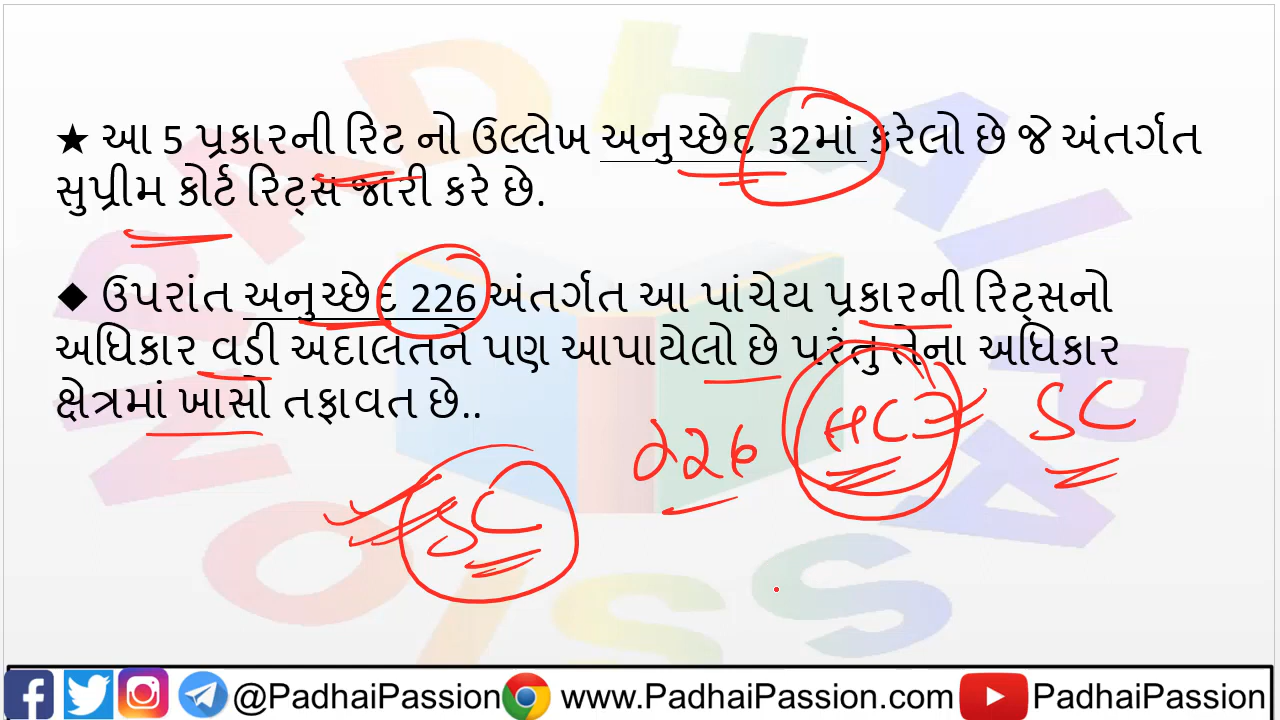 ★ આ 5 પ્રકારની રિટ નો ઉલ્લેખ અનુચ્છેદ 32માં કરેલો છે જે અંતર્ગત
સુપ્રીમ કોર્ટ રિટ્સ જારી કરે છે.
◆ ઉપરાંત અનુચ્છેદ 226 અંતર્ગત આ પાંચેય પ્રકારની રિટ્સનો
અધિકાર વડી અદાલતને પણ આપાયેલો છે પરંતુ તેના અધિકાર
ક્ષેત્રમાં ખાસો તફાવત છે..
226 HC SC
SC
PADHAI
PASSION
@PadhaiPassion www.PadhaiPassion.com PadhaiPassion